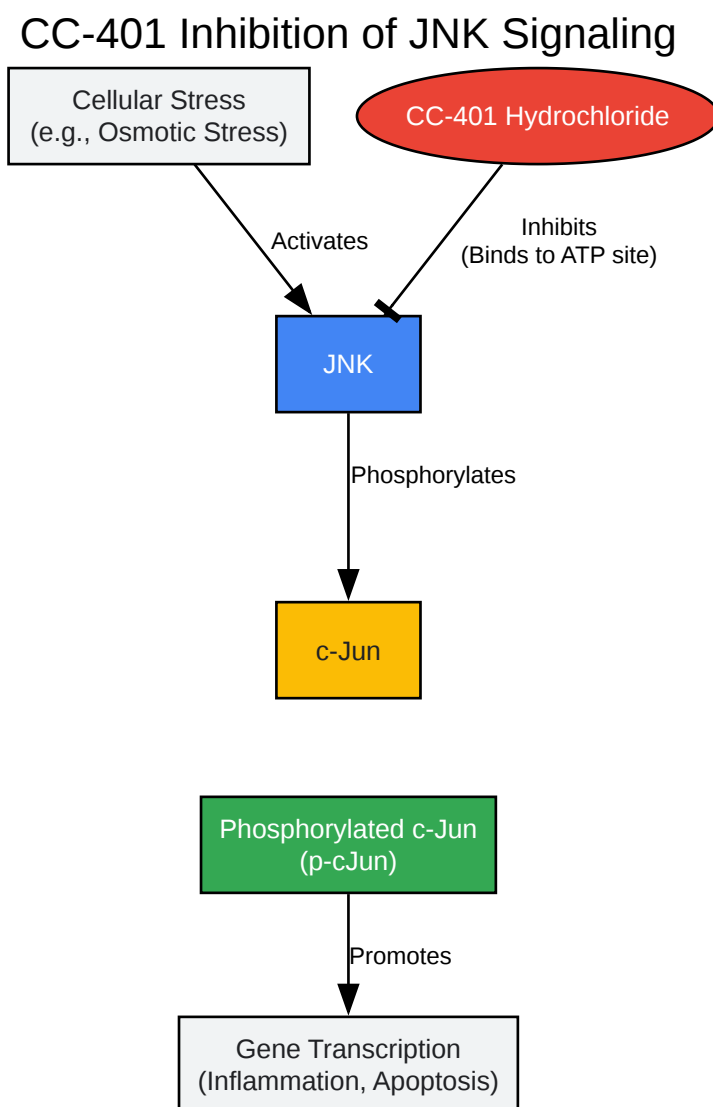 CC-401 Inhibition of JNK Signaling
Cellular Stress
(e.g., Osmotic Stress)
CC-401 Hydrochloride
Activates
Inhibits
(Binds to ATP site)
JNK
Phosphorylates
c-Jun
Phosphorylated c-Jun
(p-cJun)
Promotes
Gene Transcription
(Inflammation, Apoptosis)